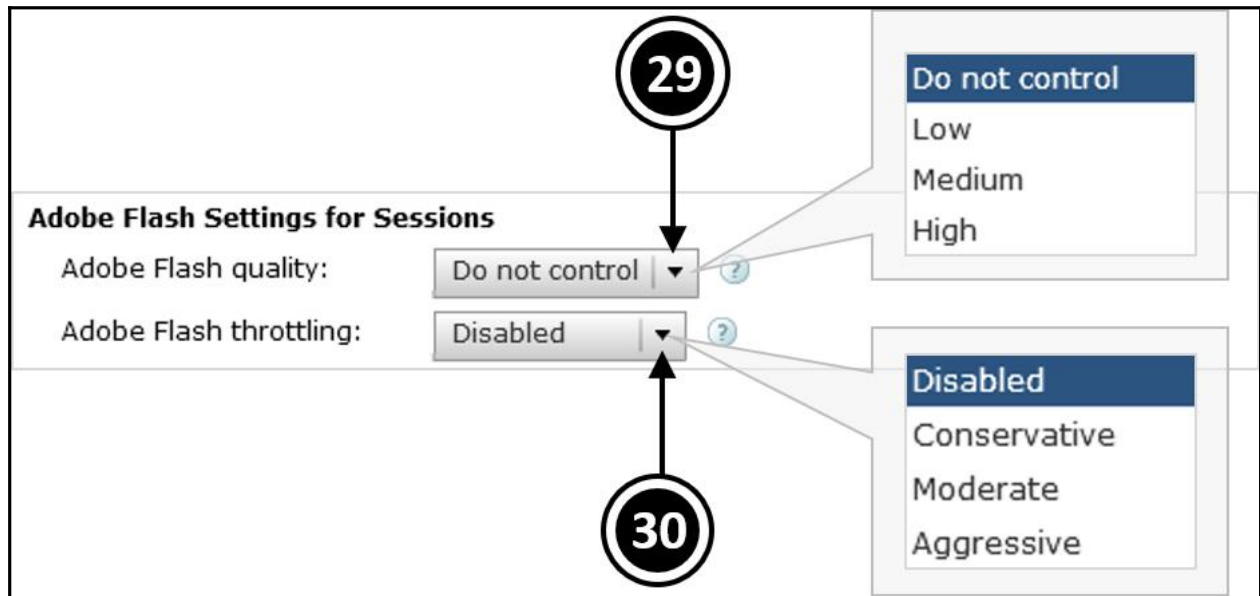 29
Do not control
Low
Medium
High
Adobe Flash Settings for Sessions
Adobe Flash quality: Do not control ?
Adobe Flash throttling: Disabled ?
Disabled
Conservative
Moderate
Aggressive
30